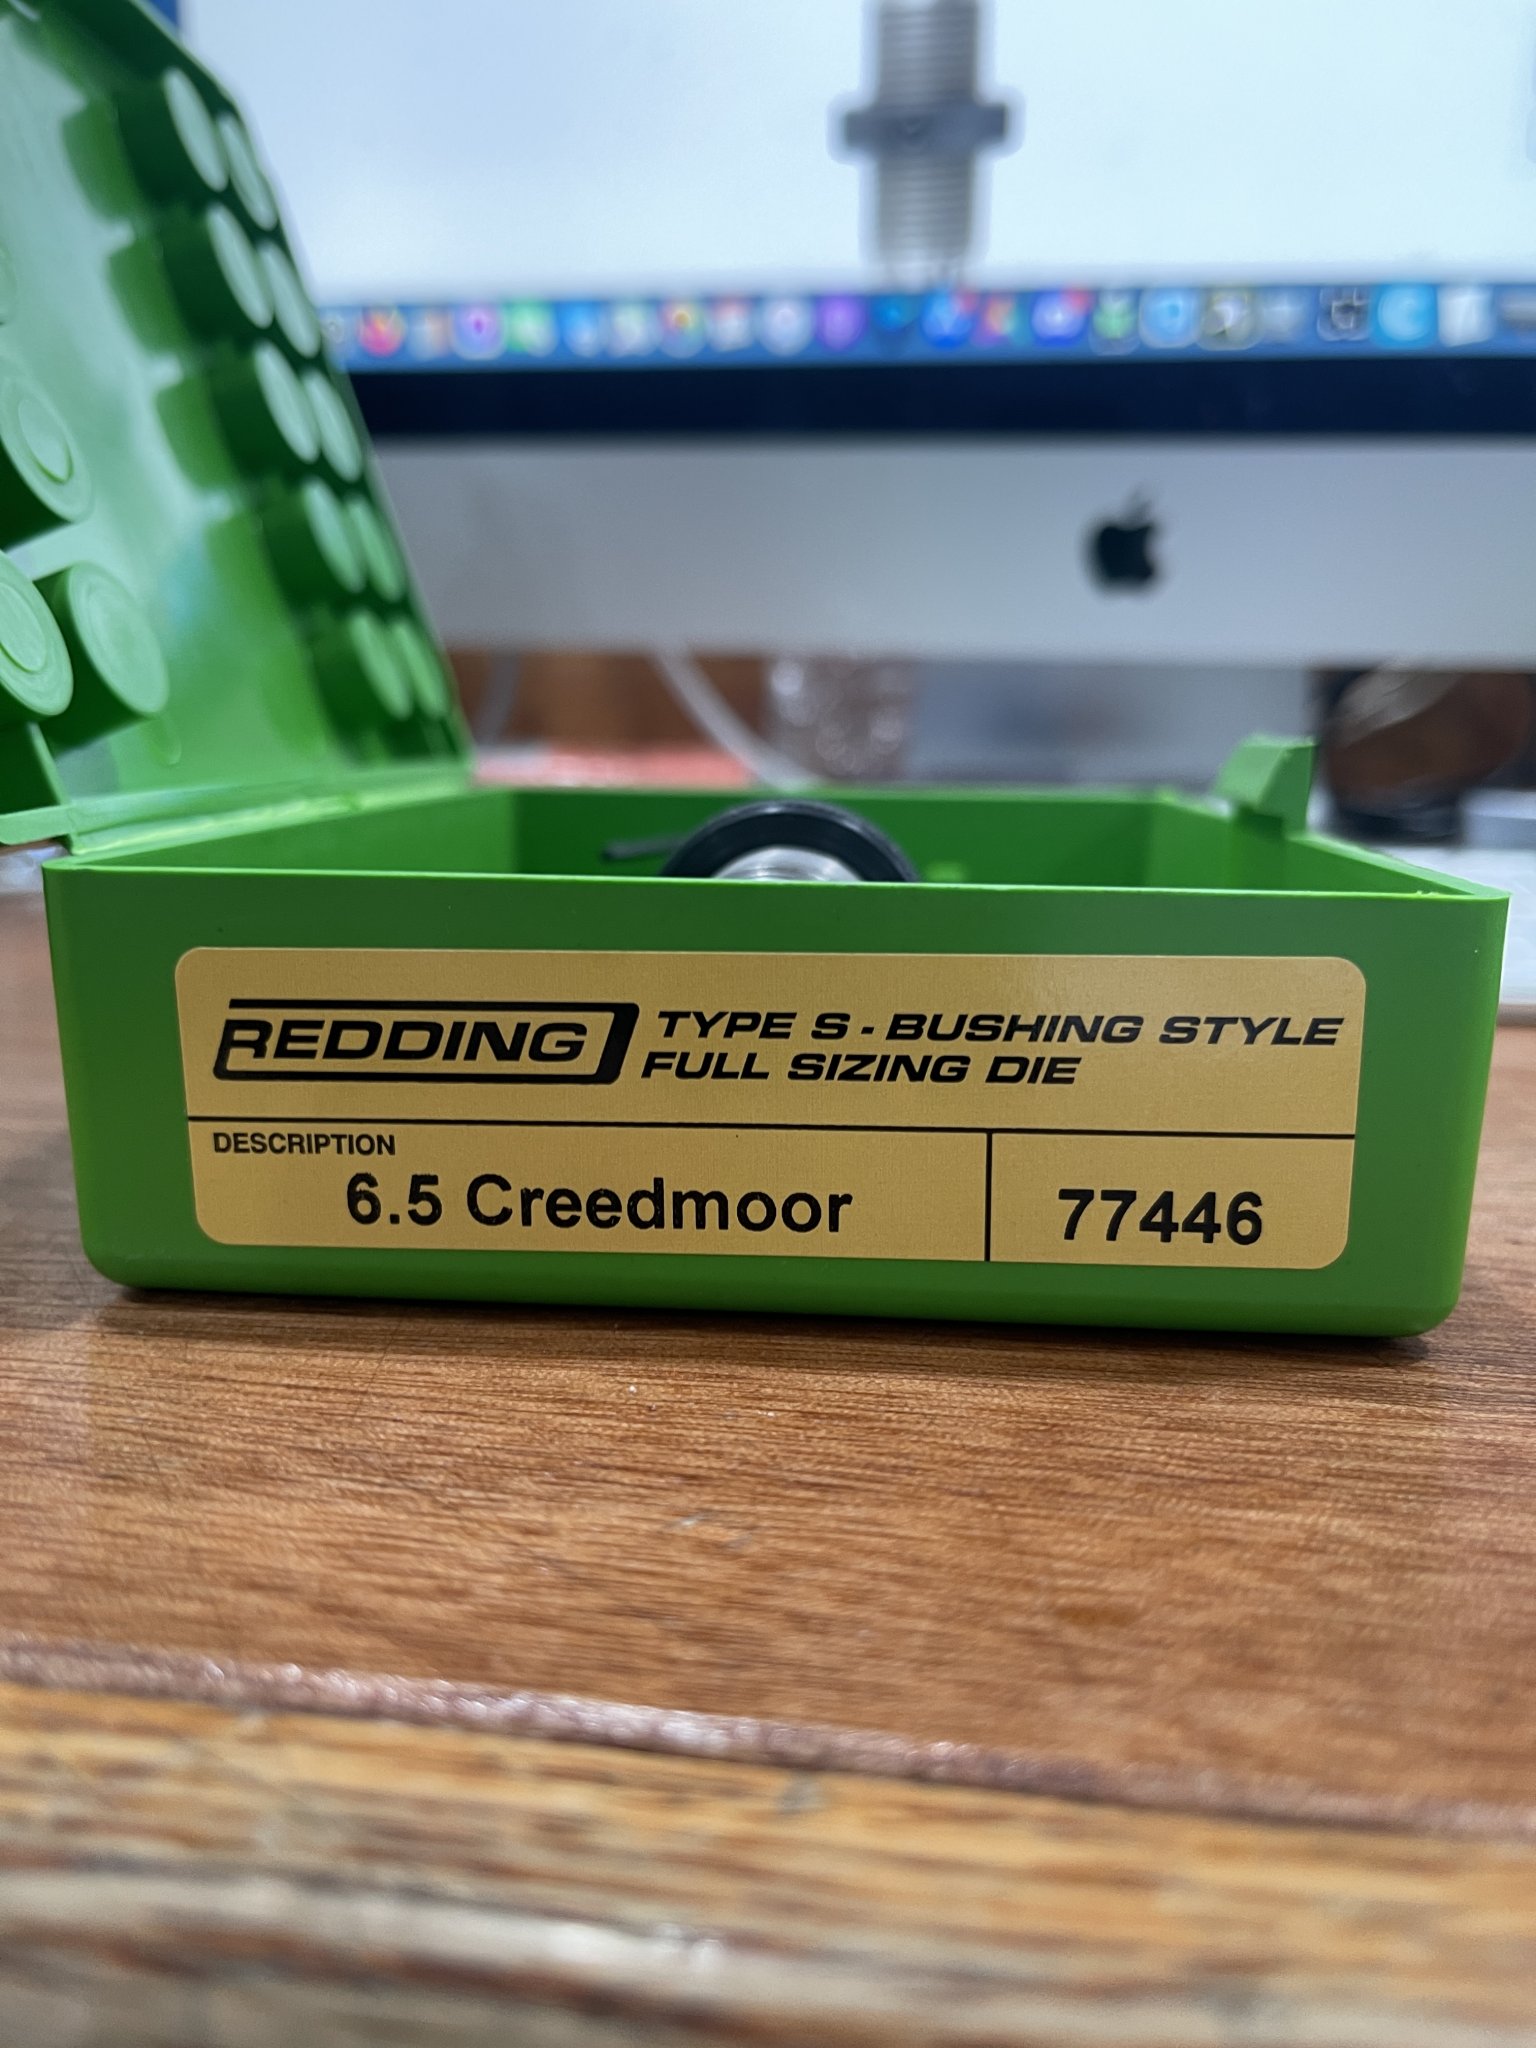 REDDING
TYPE S - BUSHING STYLE
FULL SIZING DIE
DESCRIPTION
6.5 Creedmoor
77446